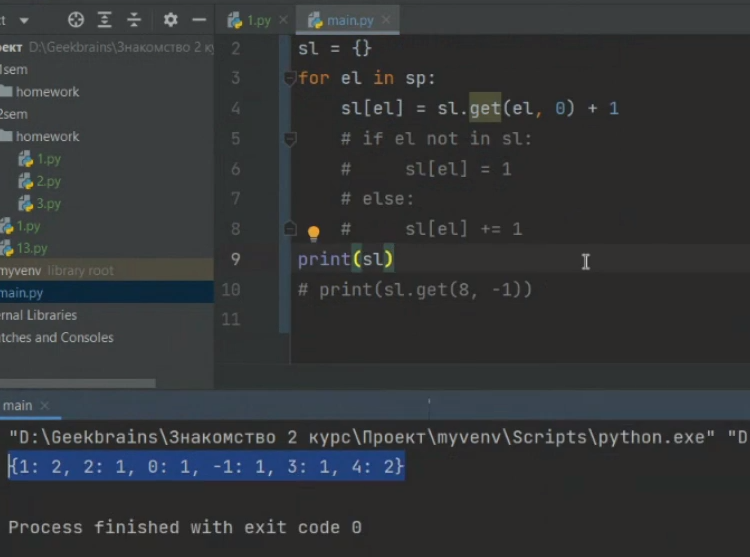 ct
1.py
main.py
ект D:\Geekbrains\Знакомство 2 ку
1sem
homework
2sem
homework
1.py
2.py
3.py
1.py
13.py
myvenv library root
main.py
rnal Libraries
tches and Consoles
2 sl = {}
3 for el in sp:
4 sl[el] = sl.get(el, 0) + 1
5 # if el not in sl:
6 # sl[el] = 1
7 # else:
8 # sl[el] += 1
9 print(sl)
10 # print(sl.get(8, -1))
11
main
"D:\Geekbrains\Знакомство 2 курс\Проект\myvenv\Scripts\python.exe" "D
{1: 2, 2: 1, 0: 1, -1: 1, 3: 1, 4: 2}
Process finished with exit code 0